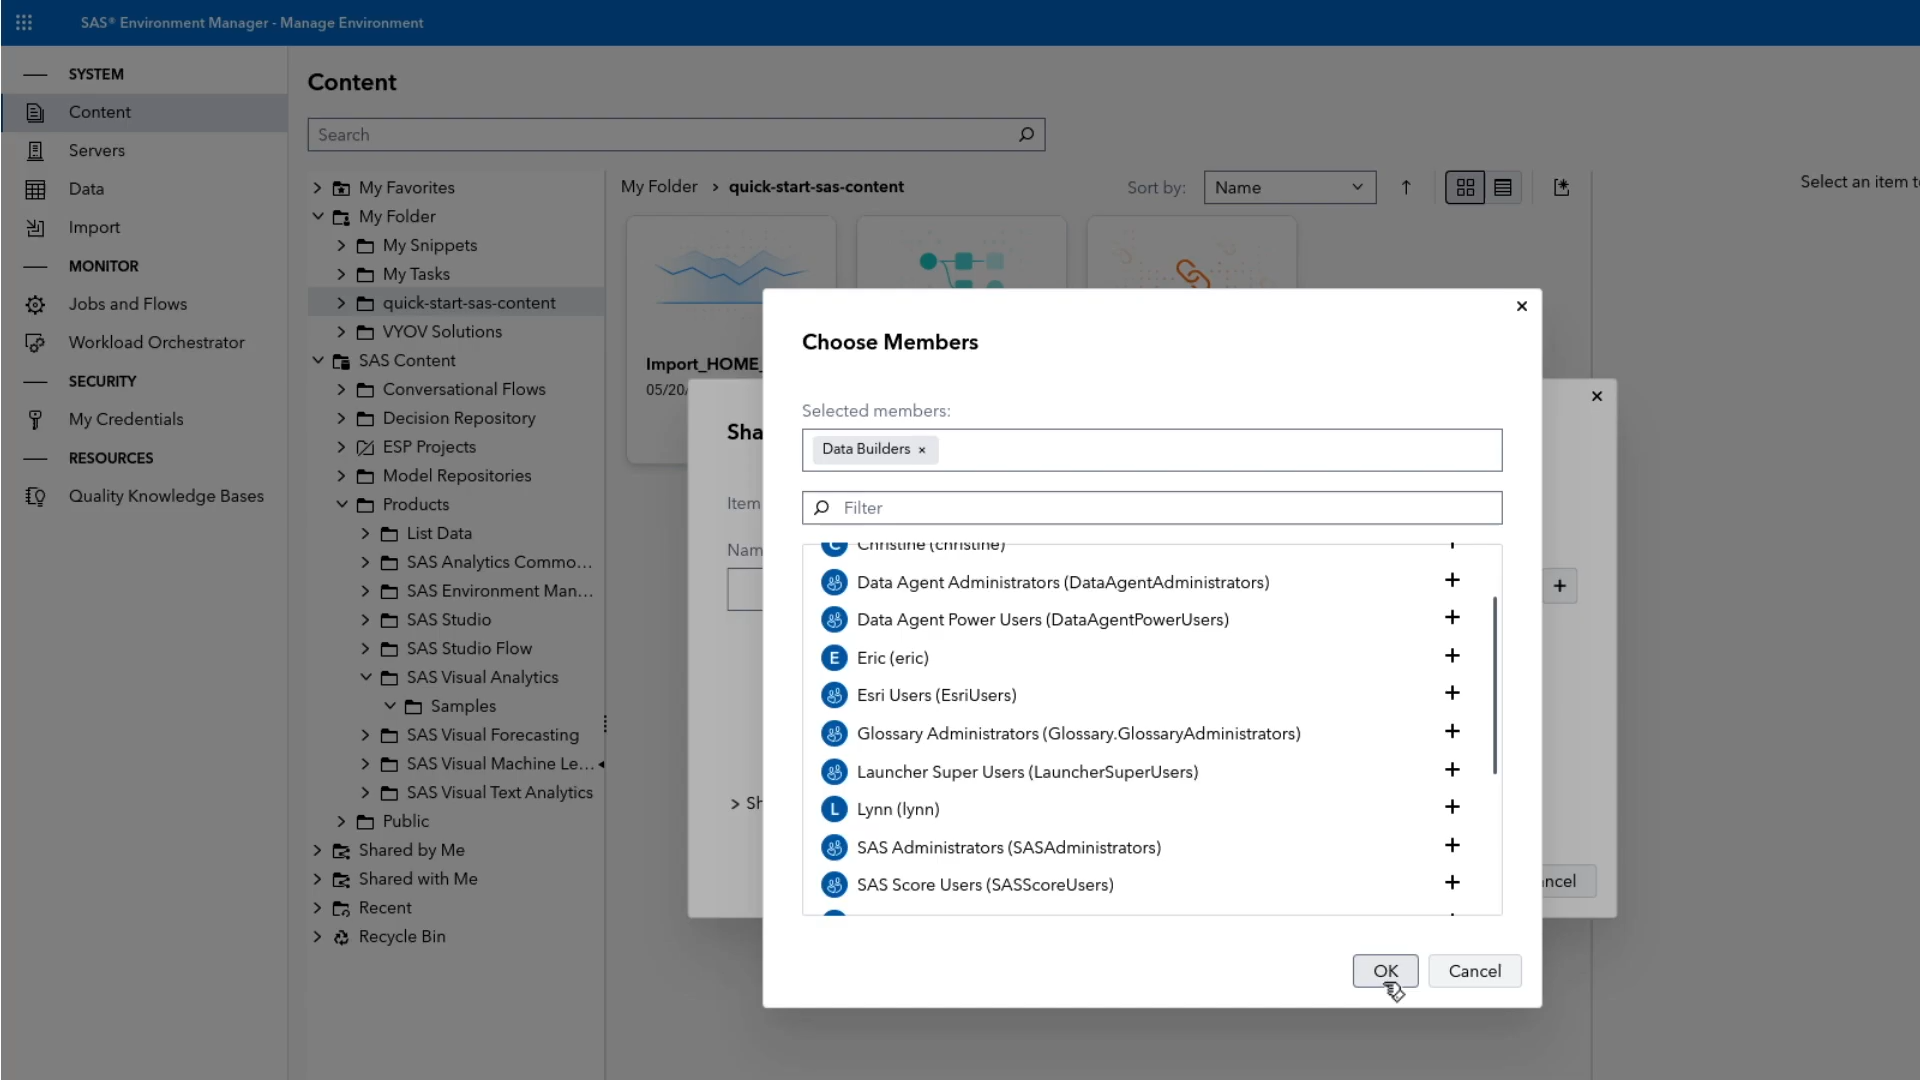 SAS® Environment Manager - Manage Environment
SYSTEM
Content
Servers
Data
Import
MONITOR
Jobs and Flows
Workload Orchestrator
SECURITY
My Credentials
RESOURCES
Quality Knowledge Bases
Content
Search
My Favorites
My Folder
My Snippets
My Tasks
quick-start-sas-content
VYOV Solutions
SAS Content
Conversational Flows
Decision Repository
ESP Projects
Model Repositories
Products
List Data
SAS Analytics Commo...
SAS Environment Man...
SAS Studio
SAS Studio Flow
SAS Visual Analytics
Samples
SAS Visual Forecasting
SAS Visual Machine Le...
SAS Visual Text Analytics
Public
Shared by Me
Shared with Me
Recent
Recycle Bin
My Folder > quick-start-sas-content
Sort by: Name
Select an item t
Import_HOME_
05/20/
Sha
Item
Nam
Sh
ncel
Choose Members
Selected members:
Data Builders ×
Filter
Christine (christine)
Data Agent Administrators (DataAgentAdministrators)
Data Agent Power Users (DataAgentPowerUsers)
E Eric (eric)
Esri Users (EsriUsers)
Glossary Administrators (Glossary.GlossaryAdministrators)
Launcher Super Users (LauncherSuperUsers)
L Lynn (lynn)
SAS Administrators (SASAdministrators)
SAS Score Users (SASScoreUsers)
OK
Cancel